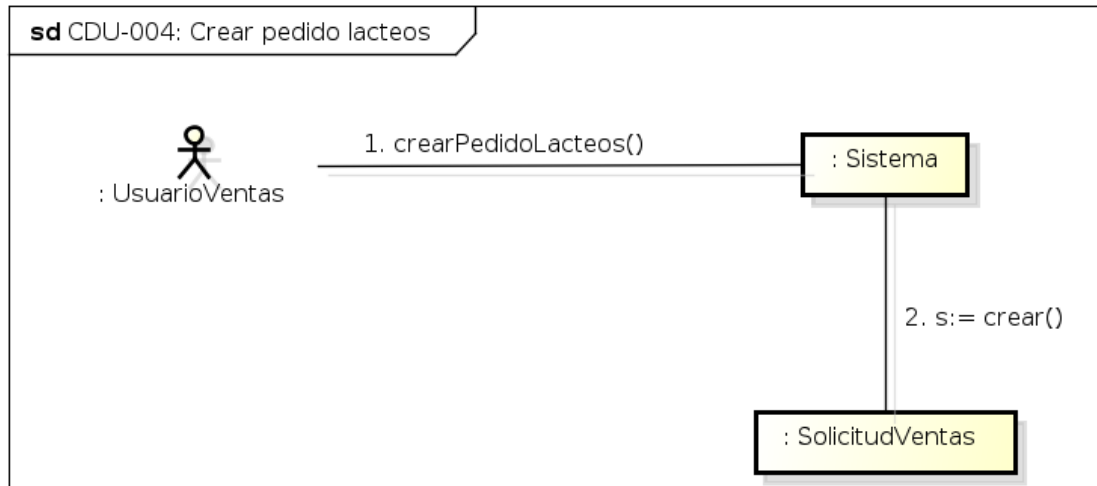 sd CDU-004: Crear pedido lacteos
1. crearPedidoLacteos()
: Sistema
: UsuarioVentas
2. s:= crear()
: SolicitudVentas